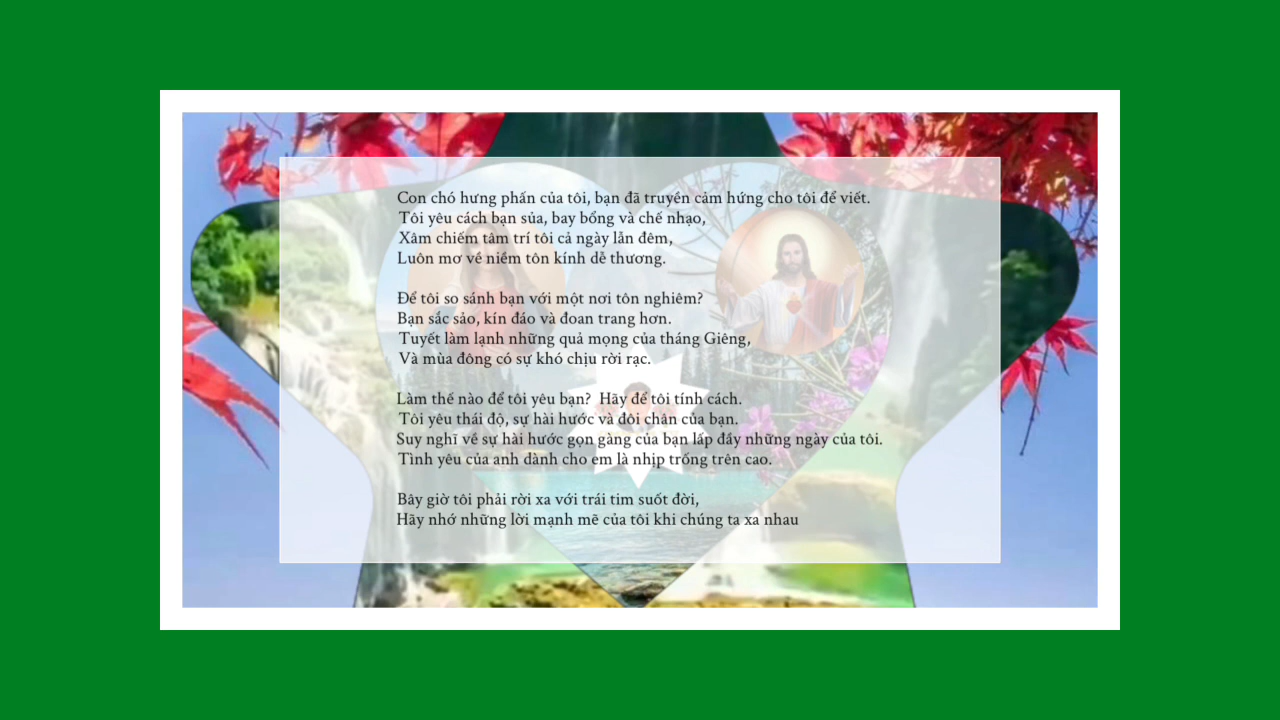 Con chó hưng phấn của tôi, bạn đã truyền cảm hứng cho tôi để viết.
Tôi yêu cách bạn sủa, bay bổng và chế nhạo,
Xâm chiếm tâm trí tôi cả ngày lẫn đêm,
Luôn mơ về niềm tôn kính dễ thương.

Để tôi so sánh bạn với một nơi tôn nghiêm?
Bạn sắc sảo, kín đáo và đoan trang hơn.
Tuyết làm lạnh những quả mọng của tháng Giêng,
Và mùa đông có sự khó chịu rời rạc.

Làm thế nào để tôi yêu bạn? Hãy để tôi tính cách.
Tôi yêu thái độ, sự hài hước và đôi chân của bạn.
Suy nghĩ về sự hài hước gọn gàng của bạn lấp đầy những ngày của tôi.
Tình yêu của anh dành cho em là nhịp trống trên cao.

Bây giờ tôi phải rời xa với trái tim suốt đời,
Hãy nhớ những lời mạnh mẽ của tôi khi chúng ta xa nhau